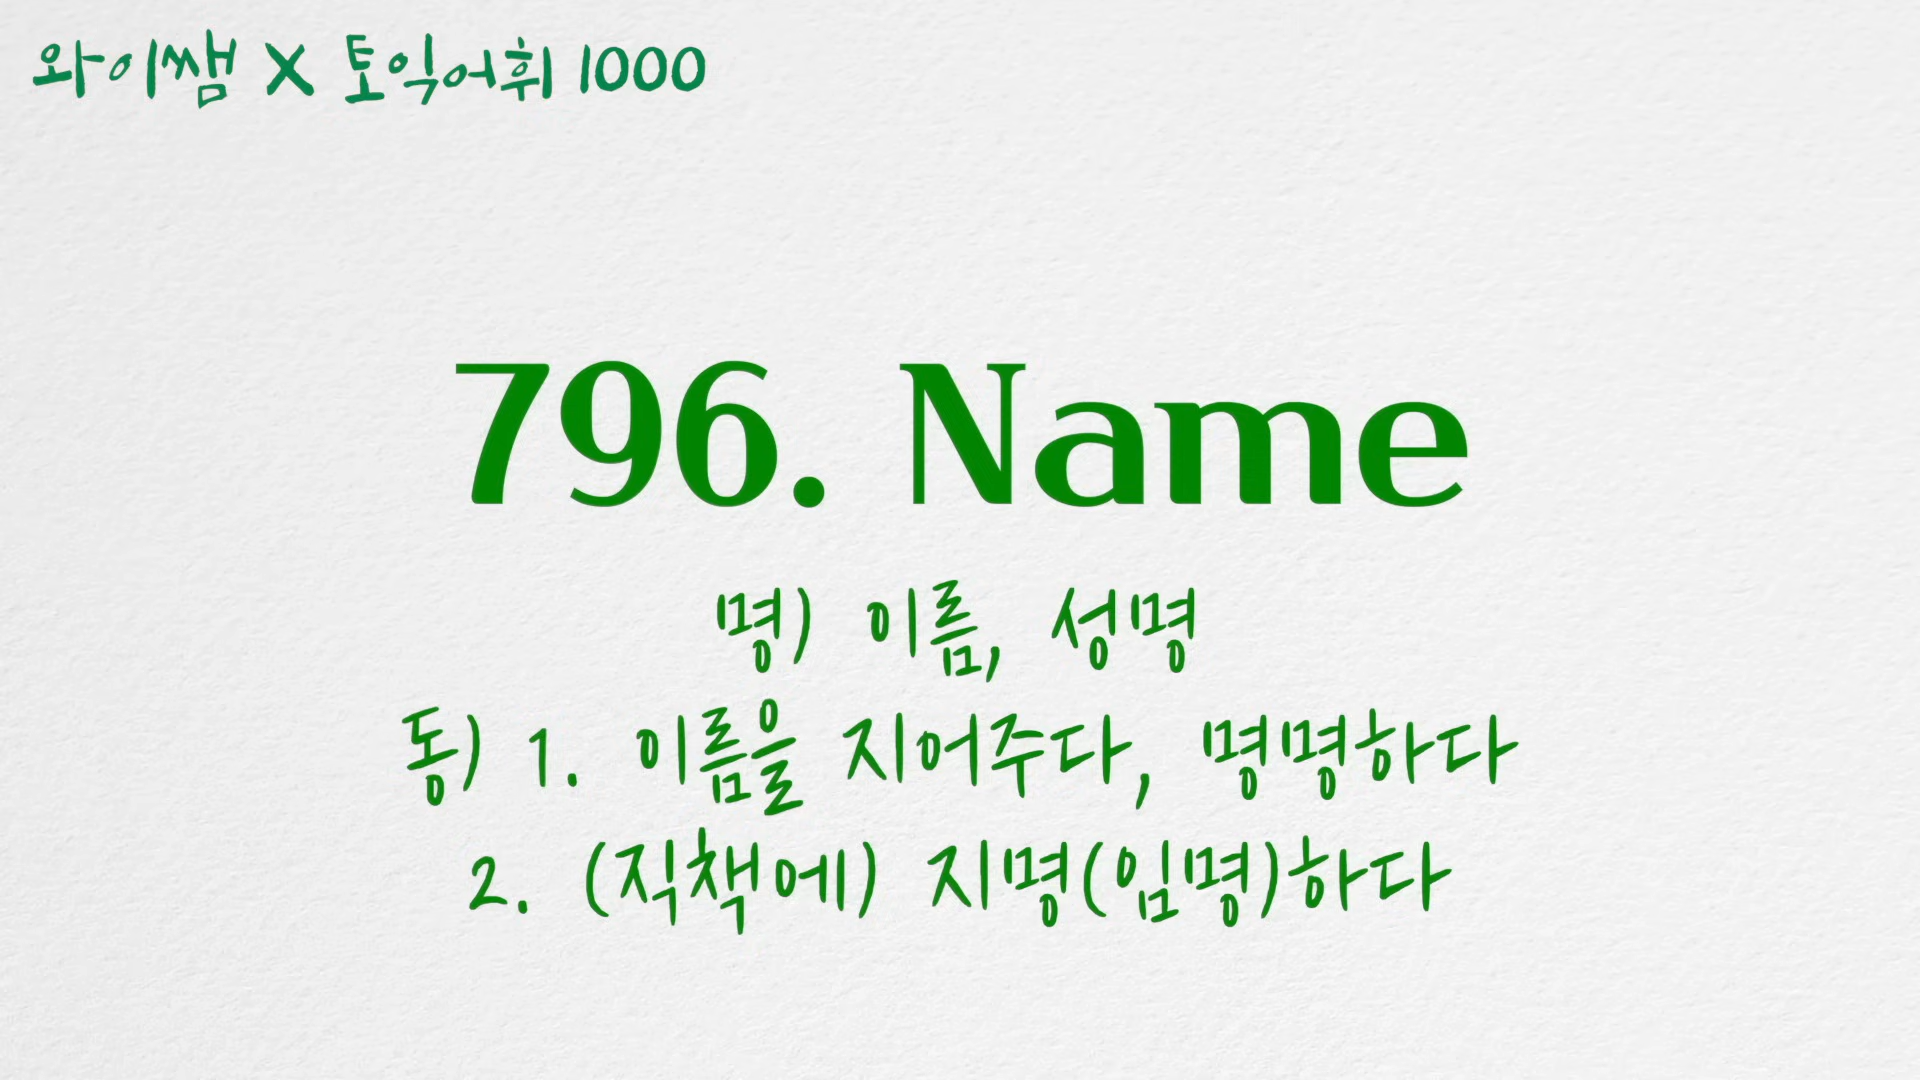 와이쌤 X 토익어휘 1000
796. Name
명) 이름, 성명
동) 1. 이름을 지어주다, 명명하다
2. (직책에) 지명(임명)하다